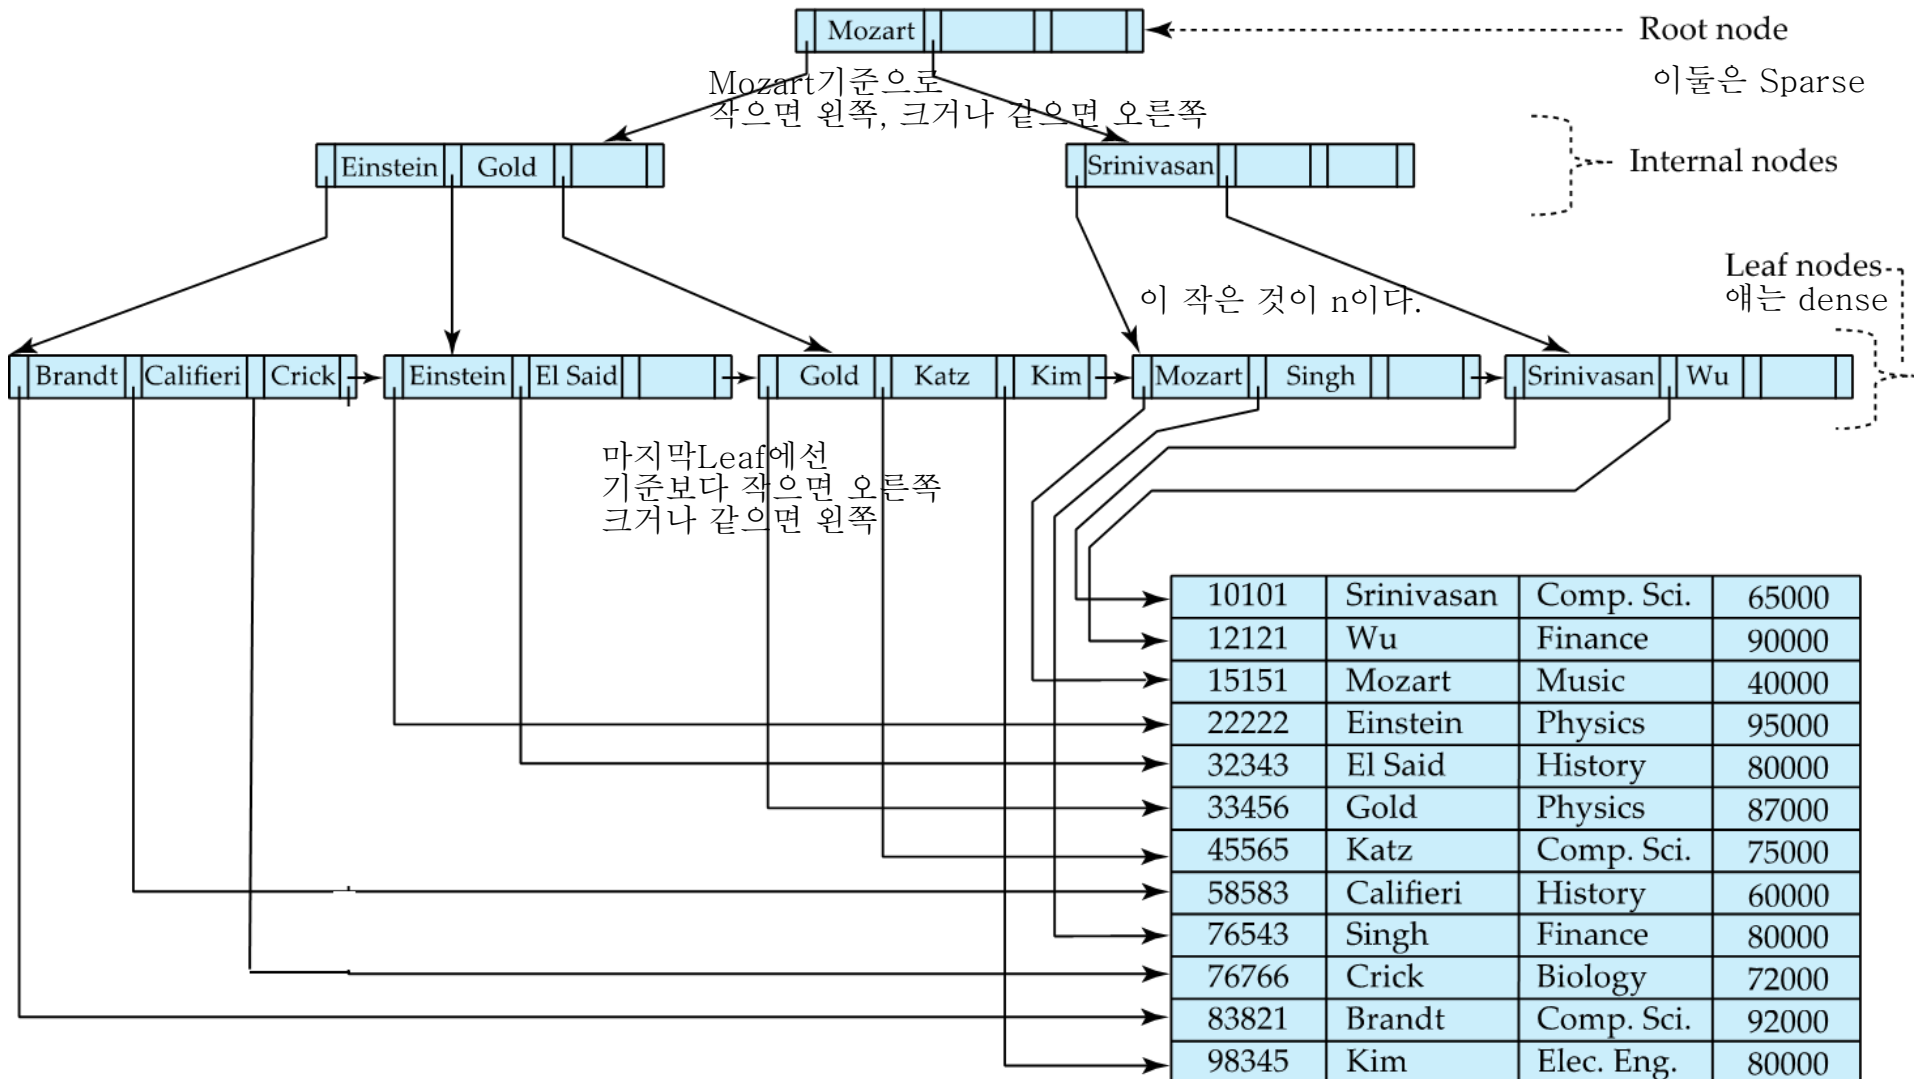 Mozart
Root node
Mozart기준으로
작으면 왼쪽, 크거나 같으면 오른쪽
이둘은 Sparse
Einstein Gold
Srinivasan
Internal nodes
이 작은 것이 n이다.
Leaf nodes
얘는 dense
Brandt Califieri Crick Einstein El Said Gold Katz Kim Mozart Singh Srinivasan Wu
마지막Leaf에선
기준보다 작으면 오른쪽
크거나 같으면 왼쪽
10101 Srinivasan Comp. Sci. 65000
12121 Wu Finance 90000
15151 Mozart Music 40000
22222 Einstein Physics 95000
32343 El Said History 80000
33456 Gold Physics 87000
45565 Katz Comp. Sci. 75000
58583 Califieri History 60000
76543 Singh Finance 80000
76766 Crick Biology 72000
83821 Brandt Comp. Sci. 92000
98345 Kim Elec. Eng. 80000